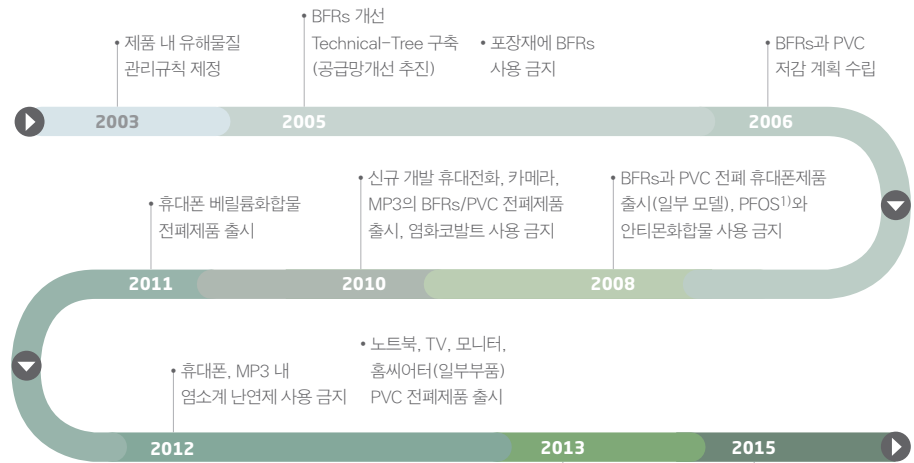 • 제품 내 유해물질
관리규칙 제정
• BFRs 개선
Technical-Tree 구축
(공급망개선 추진)
• 포장재에 BFRs
사용 금지
• BFRs과 PVC
저감 계획 수립
2003
2005
2006
• BFRs과 PVC 전폐 휴대폰제품
출시(일부 모델), PFOS1)와
안티몬화합물 사용 금지
• 신규 개발 휴대전화, 카메라,
MP3의 BFRs/PVC 전폐제품
출시, 염화코발트 사용 금지
• 휴대폰 베릴륨화합물
전폐제품 출시
2008
2010
2011
• 휴대폰, MP3 내
염소계 난연제 사용 금지
• 노트북, TV, 모니터,
홈씨어터(일부부품)
PVC 전폐제품 출시
2012
2013
2015